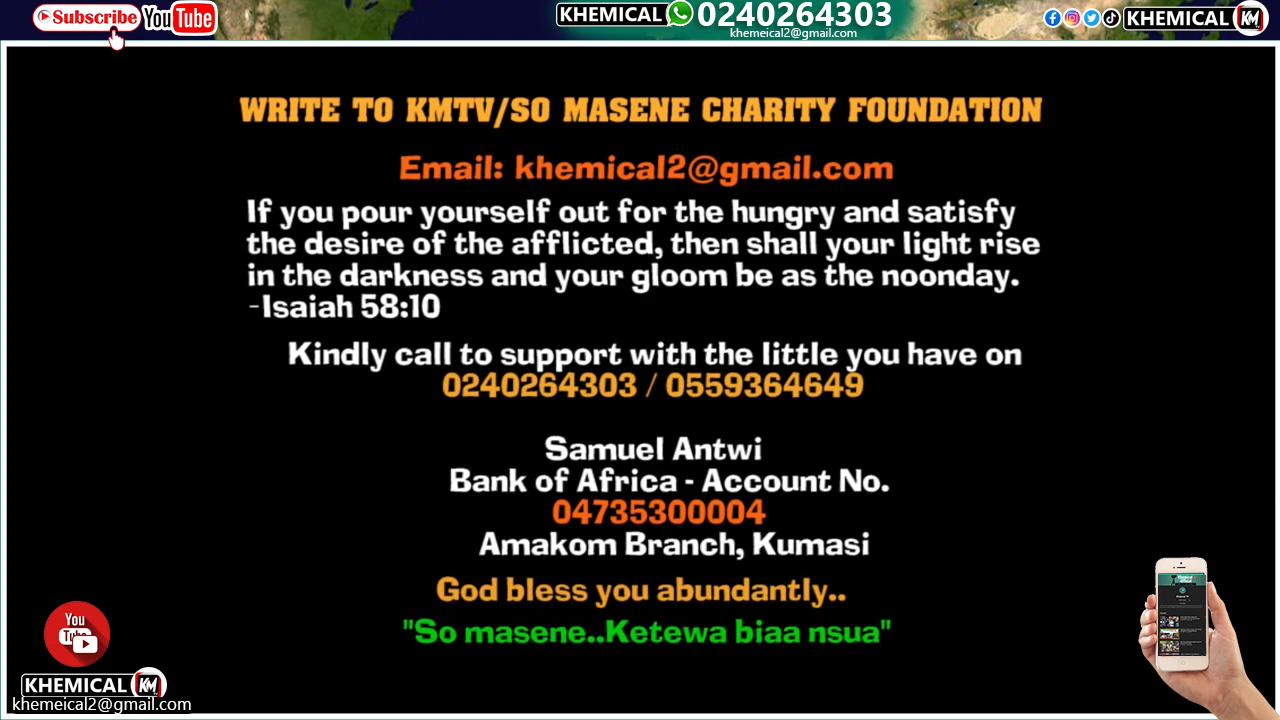 Subscribe YouTube
KHEMICAL 0240264303
khemeical2@gmail.com
KHEMICAL KM
WRITE TO KMTV/SO MASENE CHARITY FOUNDATION
Email: khemical2@gmail.com
If you pour yourself out for the hungry and satisfy
the desire of the afflicted, then shall your light rise
in the darkness and your gloom be as the noonday.
-Isaiah 58:10
Kindly call to support with the little you have on
0240264303 / 0559364649
Samuel Antwi
Bank of Africa - Account No.
04735300004
Amakom Branch, Kumasi
God bless you abundantly..
"So masene..Ketewa biaa nsua"
You
Tube
KHEMICAL KM
khemeical2@gmail.com